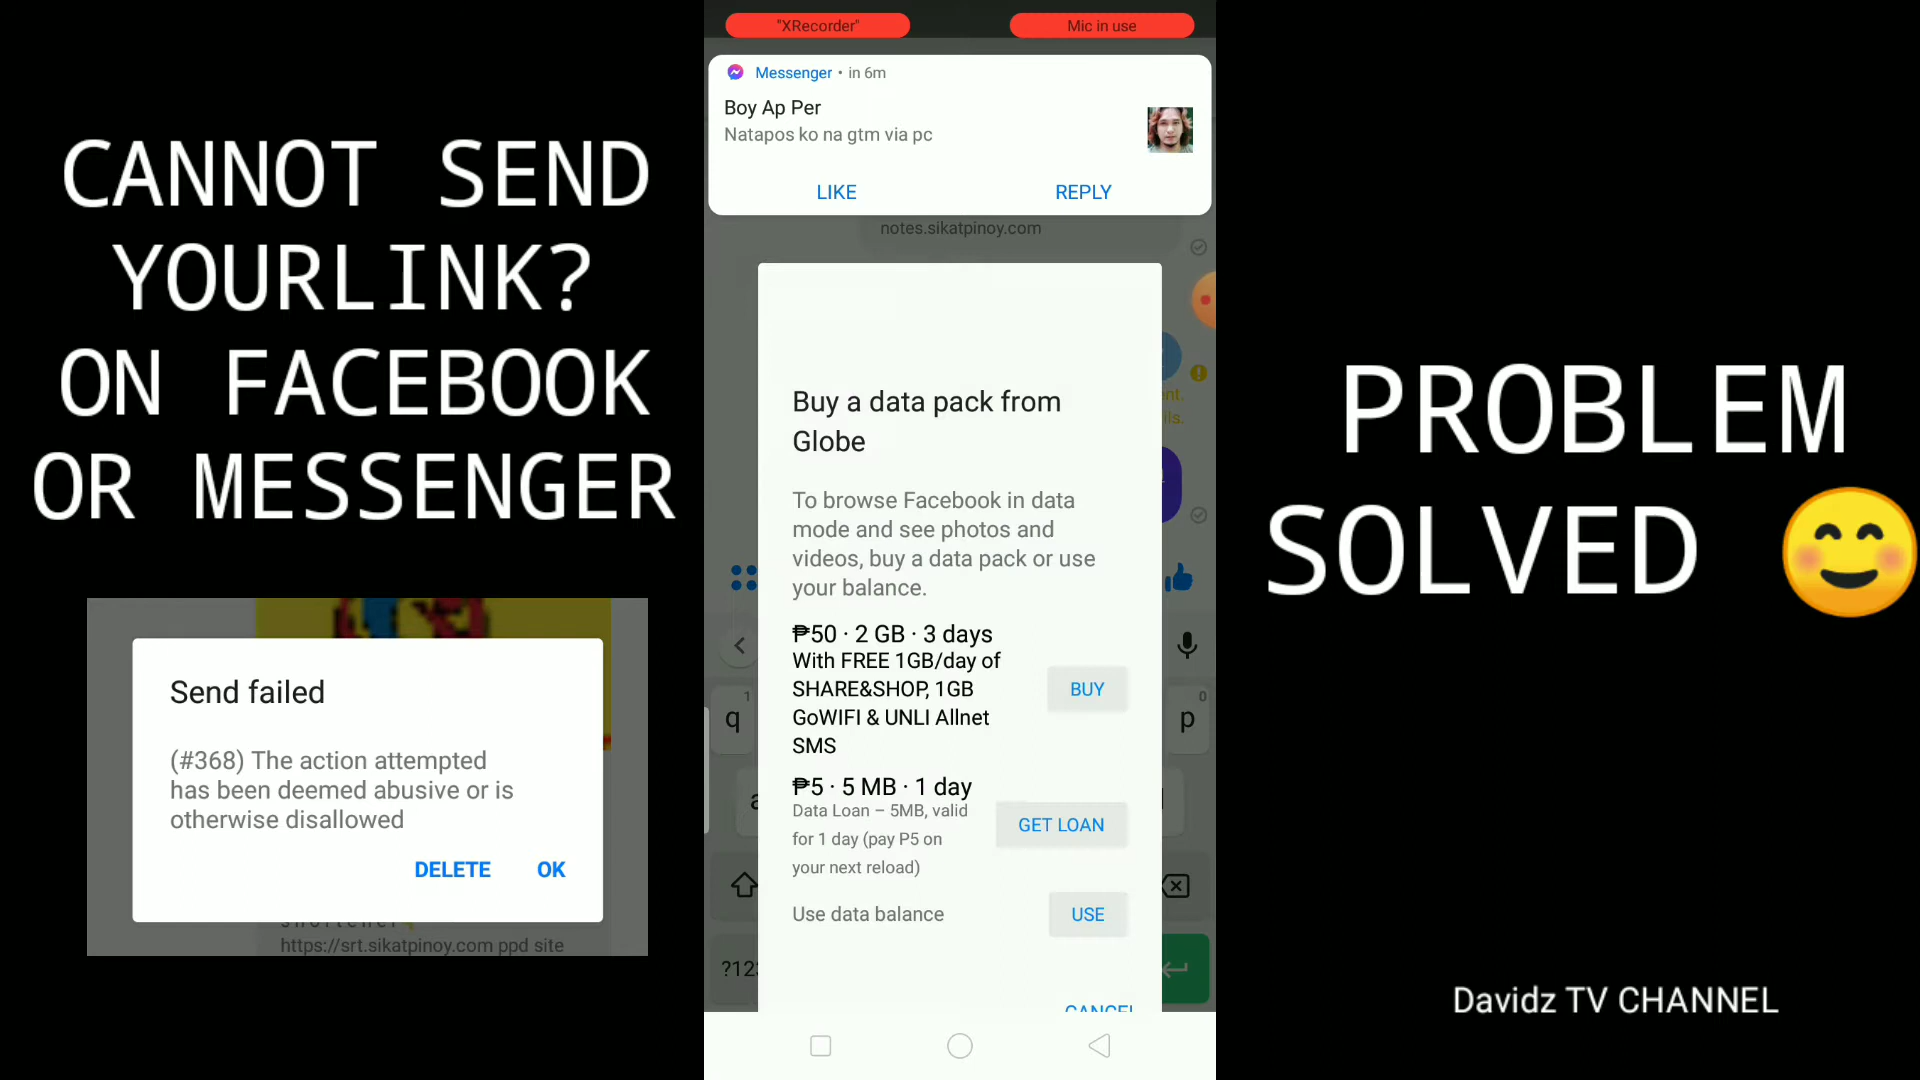 CANNOT SEND
YOURLINK?
ON FACEBOOK
OR MESSENGER
Send failed
(#368) The action attempted
has been deemed abusive or is
otherwise disallowed
DELETE OK
https://srt.sikatpinoy.com ppd site
"XRecorder"
Mic in use
Messenger • in 6m
Boy Ap Per
Natapos ko na gtm via pc
LIKE REPLY
notes.sikatpinoy.com
Buy a data pack from
Globe
To browse Facebook in data
mode and see photos and
videos, buy a data pack or use
your balance.
₱50 · 2 GB · 3 days
With FREE 1GB/day of
SHARE&SHOP, 1GB
GoWIFI & UNLI Allnet
SMS
BUY
₱5 · 5 MB · 1 day
Data Loan – 5MB, valid
for 1 day (pay P5 on
your next reload)
GET LOAN
Use data balance
USE
CANCEL
1
q
0
p
?123
PROBLEM
SOLVED 😊
Davidz TV CHANNEL